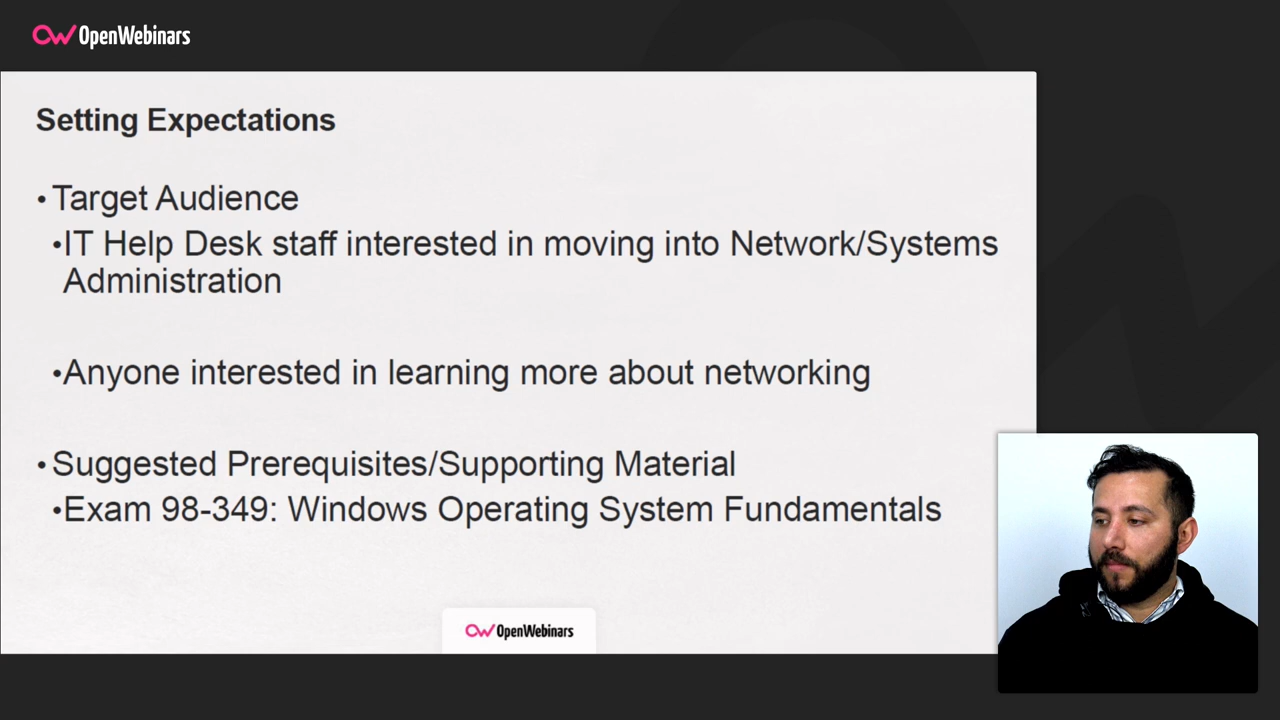 OpenWebinars
Setting Expectations
• Target Audience
•IT Help Desk staff interested in moving into Network/Systems
Administration
•Anyone interested in learning more about networking
• Suggested Prerequisites/Supporting Material
•Exam 98-349: Windows Operating System Fundamentals
OpenWebinars